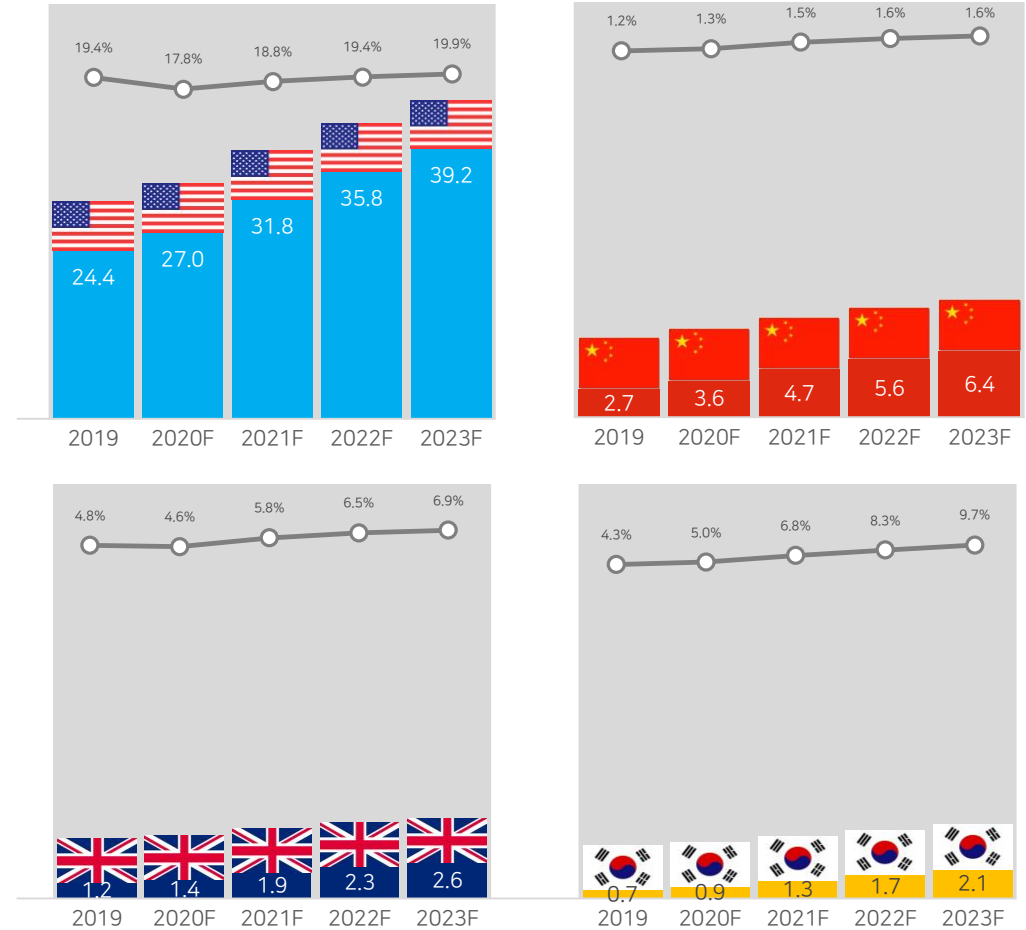 19.4% 17.8% 18.8% 19.4% 19.9%
24.4 27.0 31.8 35.8 39.2
2019 2020F 2021F 2022F 2023F
1.2% 1.3% 1.5% 1.6% 1.6%
2.7 3.6 4.7 5.6 6.4
2019 2020F 2021F 2022F 2023F
4.8% 4.6% 5.8% 6.5% 6.9%
1.2 1.4 1.9 2.3 2.6
2019 2020F 2021F 2022F 2023F
4.3% 5.0% 6.8% 8.3% 9.7%
0.7 0.9 1.3 1.7 2.1
2019 2020F 2021F 2022F 2023F